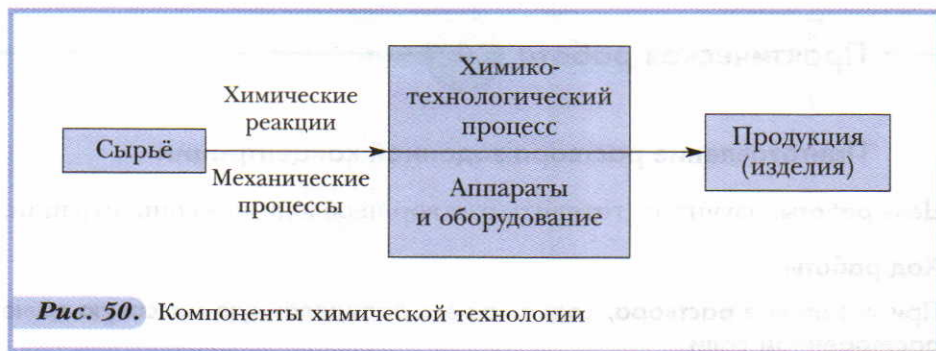 Химические
реакции
Сырьё
Механические
процессы
Химико-
технологический
процесс
Аппараты
и оборудование
Продукция
(изделия)
Рис. 50. Компоненты химической технологии